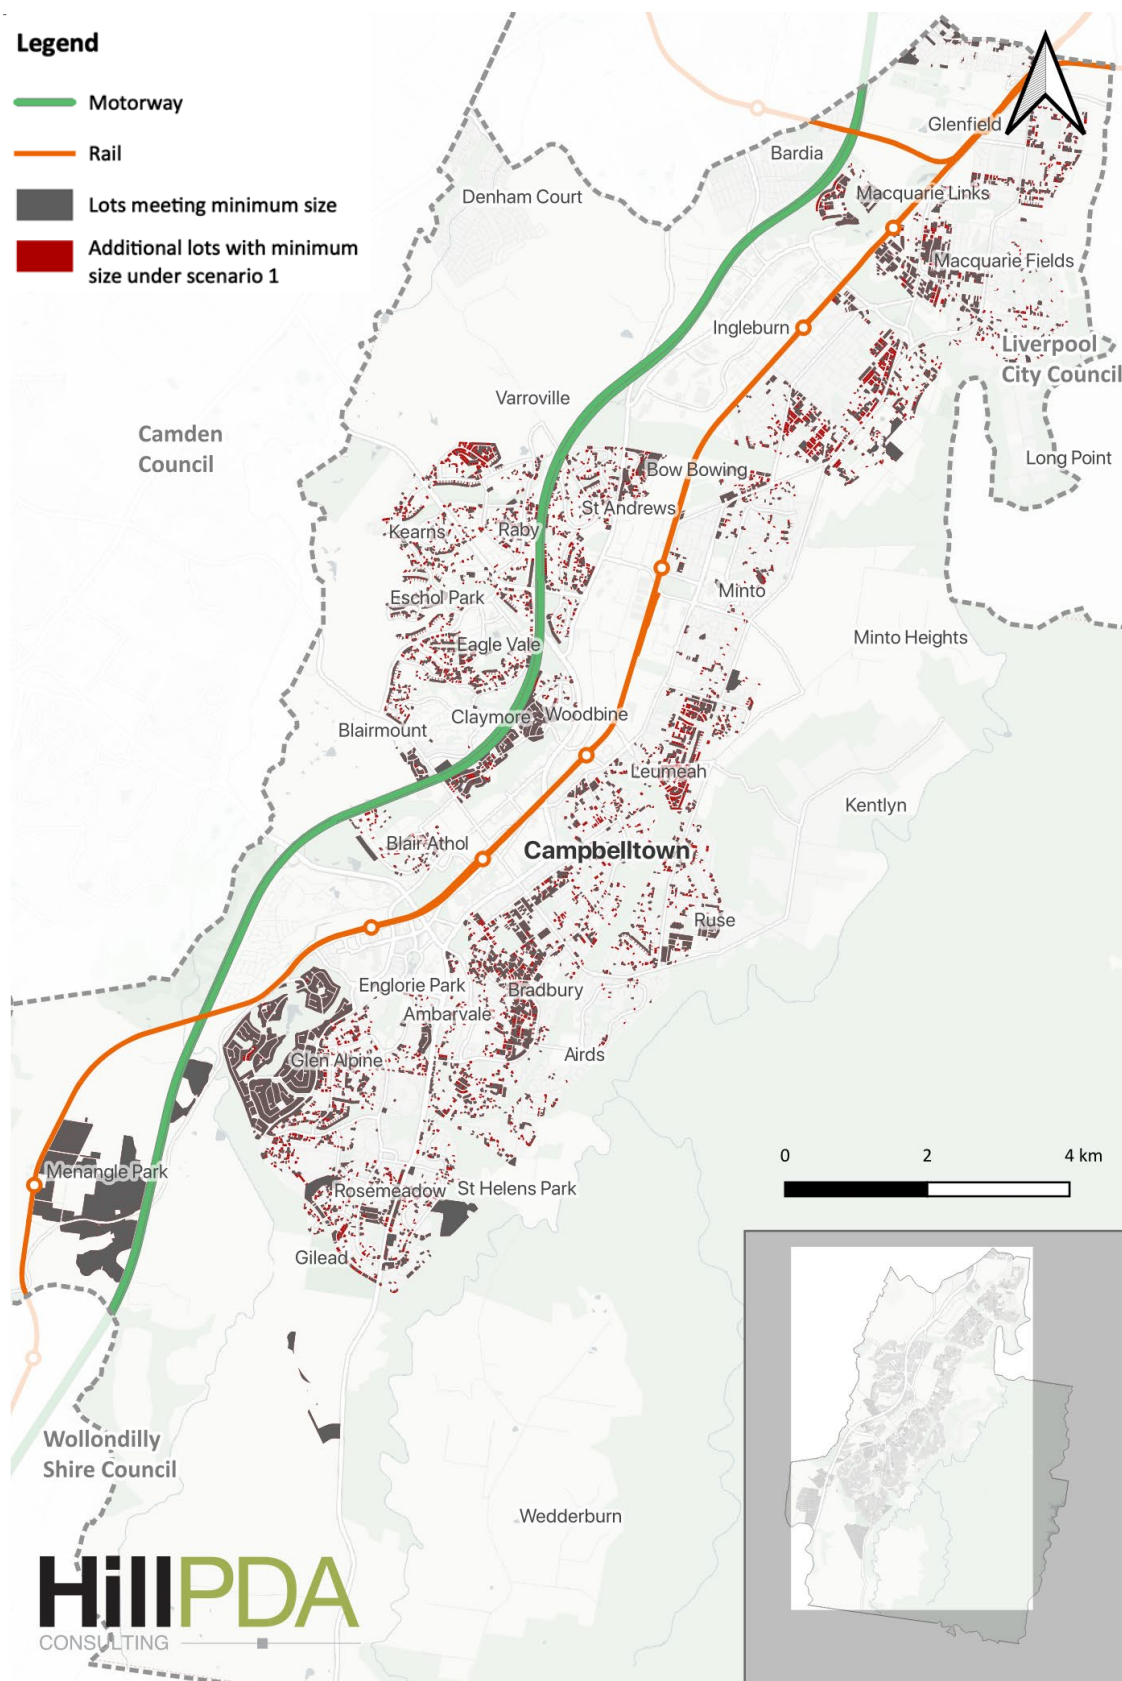 Legend
Motorway
Rail
Lots meeting minimum size
Additional lots with minimum
size under scenario 1
Glenfield
Bardia
Denham Court
Macquarie Links
Macquarie Fields
Ingleburn
Liverpool
City Council
Varroville
Camden
Council
Long Point
Bow Bowing
St Andrews
Kearns
Raby
Minto
Eschol Park
Minto Heights
Eagle Vale
Claymore
Woodbine
Blairmount
Leumeah
Kentlyn
Blair Athol
Campbelltown
Ruse
Englorie Park
Bradbury
Ambarvale
Airds
Glen Alpine
0 2 4 km
Menangle Park
Rosemeadow
St Helens Park
Gilead
Wollondilly
Shire Council
Wedderburn
HillPDA
CONSULTING